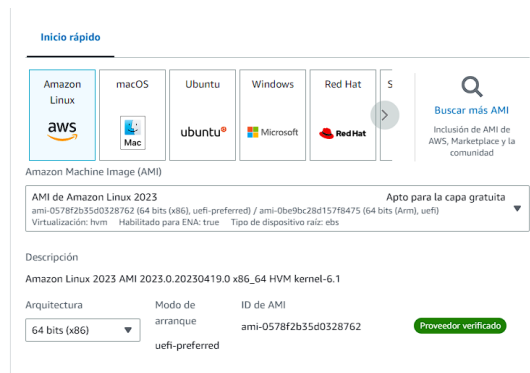 Inicio rápido
Amazon
Linux
aws
macOS
Mac
Ubuntu
ubuntu®
Windows
Microsoft
Red Hat
Red Hat
S
Buscar más AMI
Inclusión de AMI de
AWS, Marketplace y la
comunidad
Amazon Machine Image (AMI)
AMI de Amazon Linux 2023
Apto para la capa gratuita
ami-0578f2b35d0328762 (64 bits (x86), uefi-preferred) / ami-0be9bc28d157f8475 (64 bits (Arm), uefi)
Virtualización: hvm Habilitado para ENA: true Tipo de dispositivo raíz: ebs
Descripción
Amazon Linux 2023 AMI 2023.0.20230419.0 x86_64 HVM kernel-6.1
Arquitectura
64 bits (x86)
Modo de
arranque
uefi-preferred
ID de AMI
ami-0578f2b35d0328762
Proveedor verificado